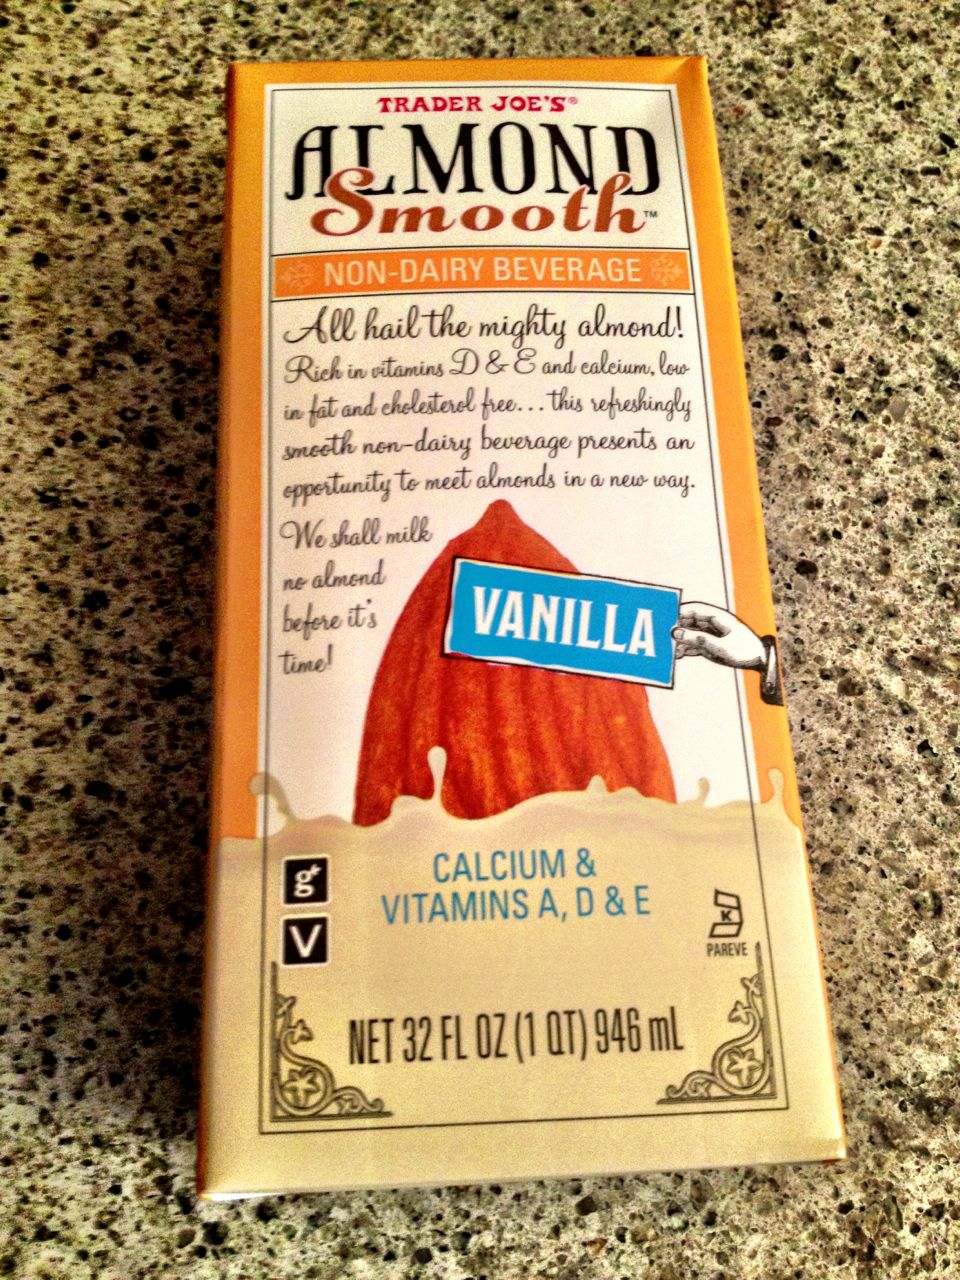 TRADER JOE'S®
ALMOND
Smooth™
NON-DAIRY BEVERAGE
All hail the mighty almond!
Rich in vitamins D & E and calcium, low
in fat and cholesterol free... this refreshingly
smooth non-dairy beverage presents an
opportunity to meet almonds in a new way.
We shall milk
no almond
before it's
time!
VANILLA
CALCIUM &
VITAMINS A, D & E
g+
V
K
PAREVE
NET 32 FL OZ (1 QT) 946 mL